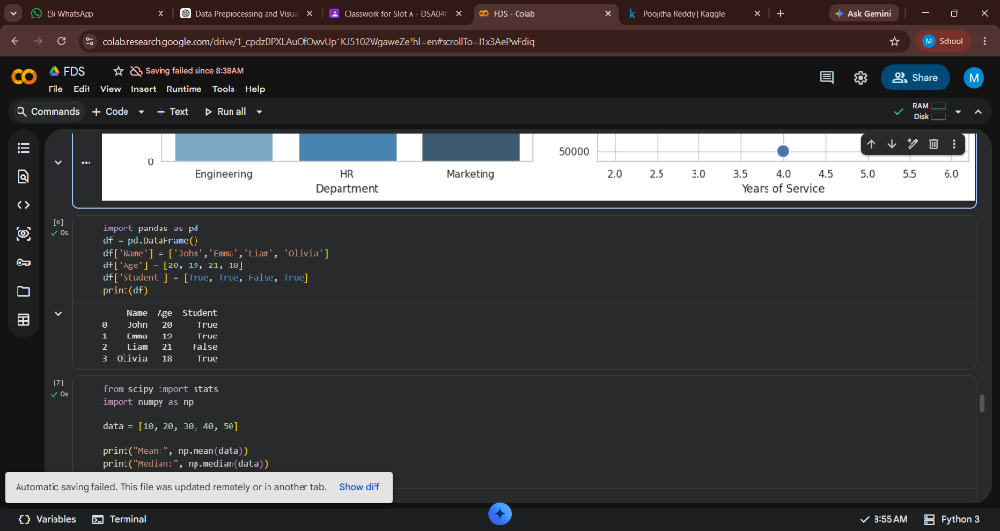 (3) WhatsApp
Data Preprocessing and Visua
Classwork for Slot A - DSA04
FDS - Colab
Poojitha Reddy | Kaggle
Ask Gemini
colab.research.google.com/drive/1_cpdzDPXLAuOfOwvUp1KJ5102WgaweZe?hl=en#scrollTo=l1x3AePwFdiq
M School
FDS
Saving failed since 8:38 AM
File Edit View Insert Runtime Tools Help
Share
M
Commands + Code + Text Run all
RAM
Disk
0
Engineering HR Marketing
Department
50000
2.0 2.5 3.0 3.5 4.0 4.5 5.0 5.5 6.0
Years of Service
[6]
0s
import pandas as pd
df = pd.DataFrame()
df['Name'] = ['John','Emma','Liam', 'Olivia']
df['Age'] = [20, 19, 21, 18]
df['Student'] = [True, True, False, True]
print(df)
Name Age Student
0 John 20 True
1 Emma 19 True
2 Liam 21 False
3 Olivia 18 True
[7]
0s
from scipy import stats
import numpy as np
data = [10, 20, 30, 40, 50]
print("Mean:", np.mean(data))
print("Median:", np.median(data))
Automatic saving failed. This file was updated remotely or in another tab. Show diff
Variables Terminal
8:55 AM Python 3